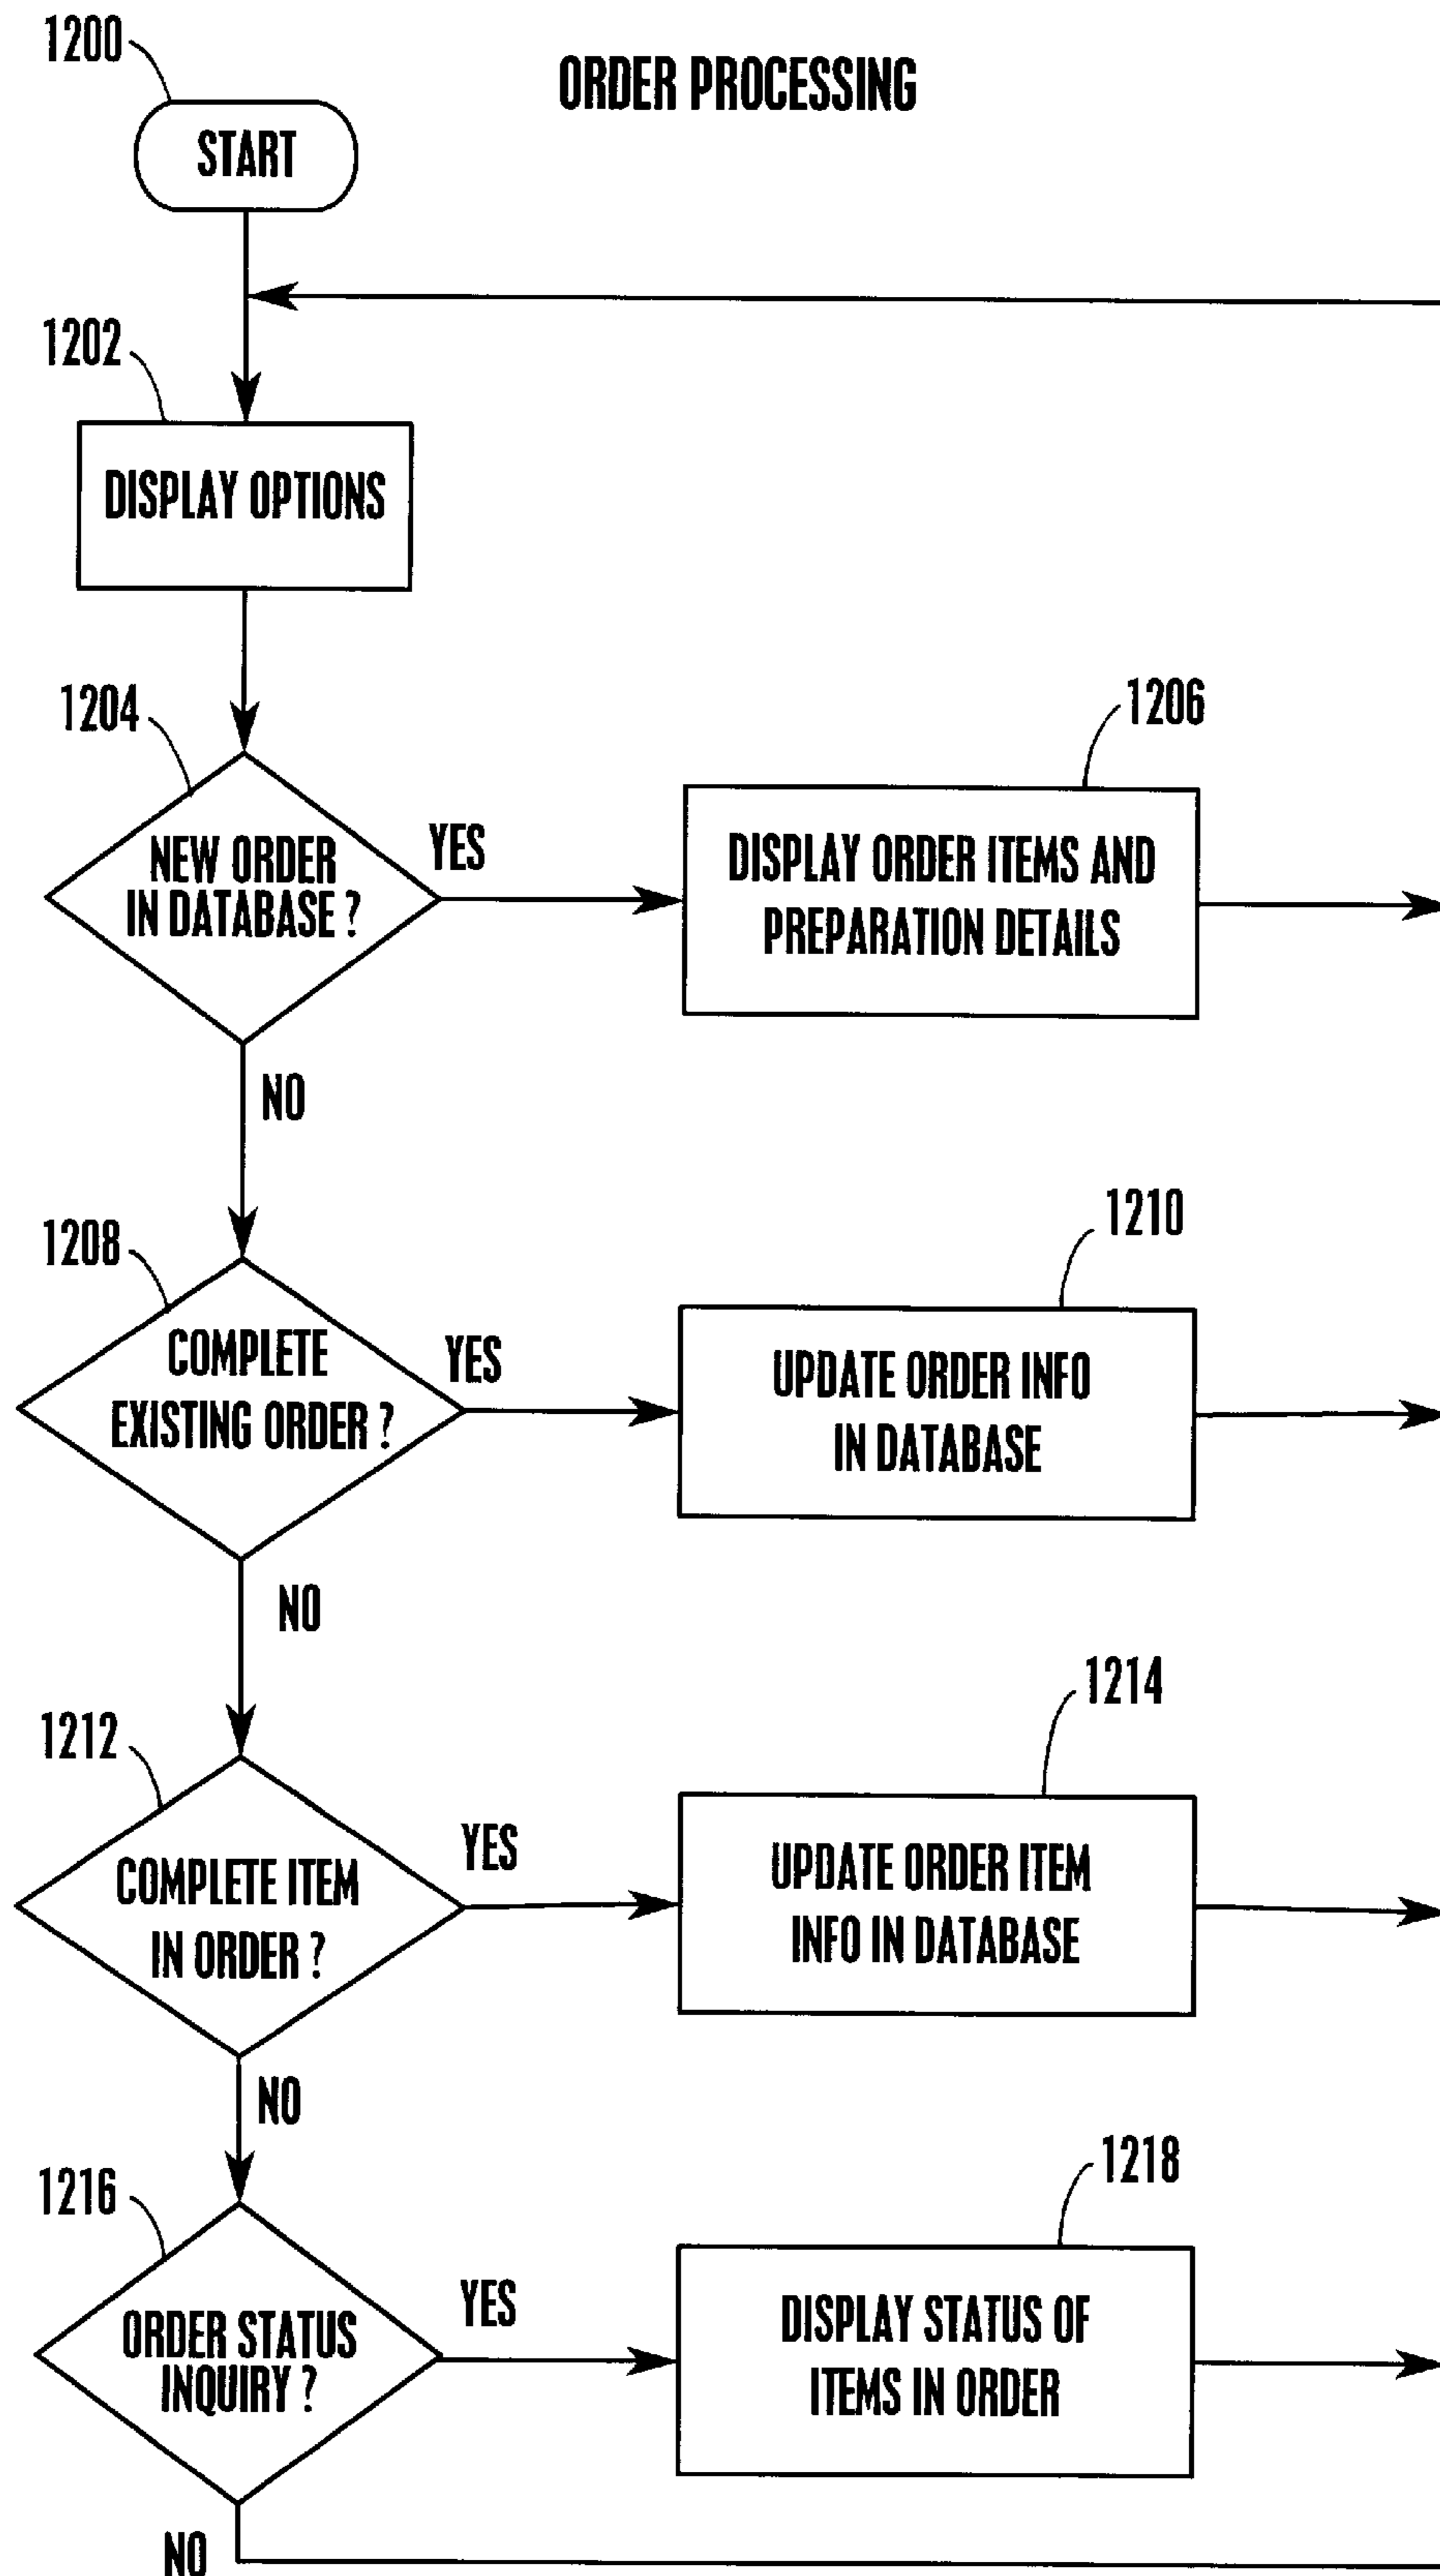 1200
ORDER PROCESSING
START
1202
DISPLAY OPTIONS
1204
NEW ORDER
IN DATABASE ?
YES
1206
DISPLAY ORDER ITEMS AND
PREPARATION DETAILS
NO
1208
COMPLETE
EXISTING ORDER ?
YES
1210
UPDATE ORDER INFO
IN DATABASE
NO
1212
COMPLETE ITEM
IN ORDER ?
YES
1214
UPDATE ORDER ITEM
INFO IN DATABASE
NO
1216
ORDER STATUS
INQUIRY ?
YES
1218
DISPLAY STATUS OF
ITEMS IN ORDER
NO